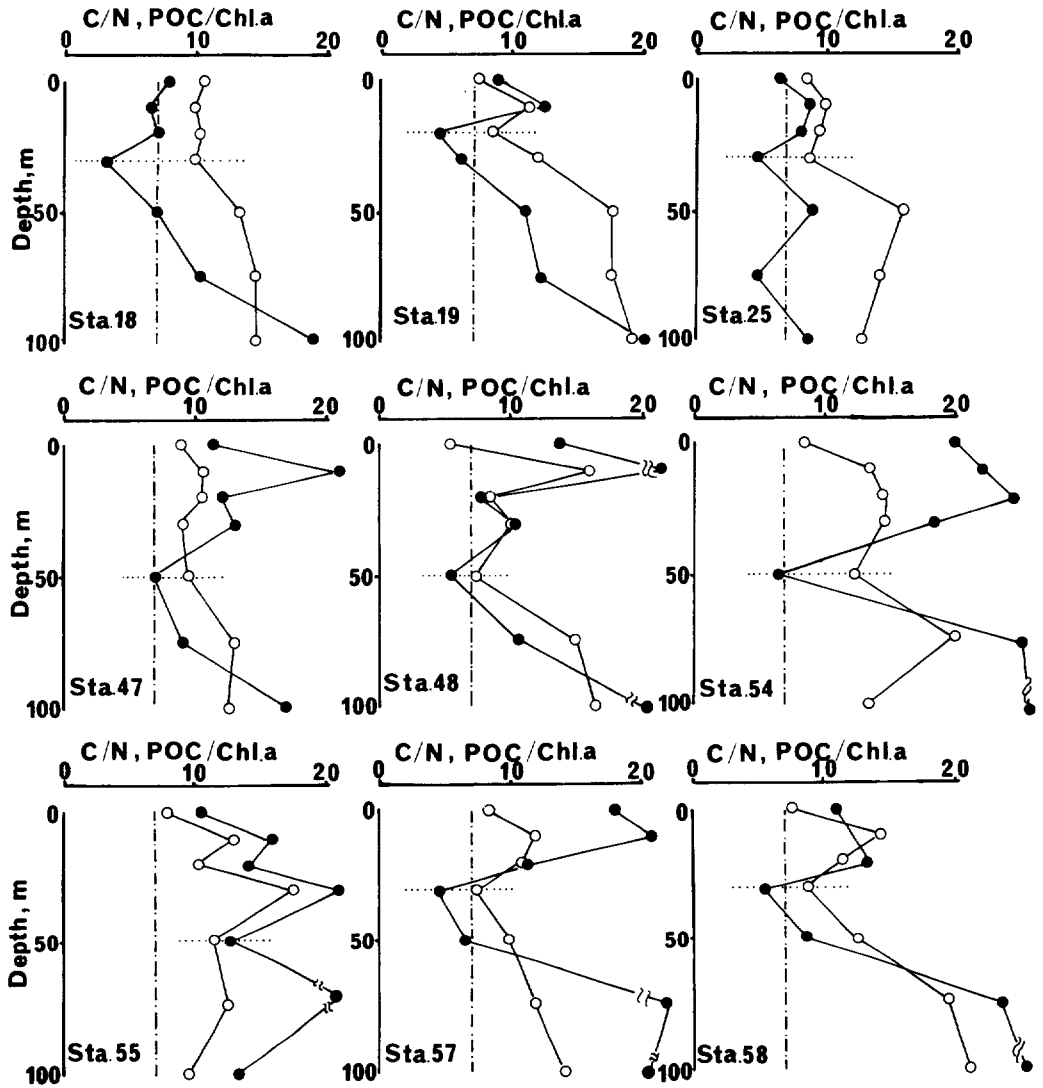 C/N, POC/Chl.a C/N, POC/Chl.a C/N, POC/Chl.a
0 10 20 0 10 20 0 10 20
0 0 0
Depth, m 50 50 50
Sta.18 Sta.19 Sta.25
100 100 100
C/N, POC/Chl.a C/N, POC/Chl.a C/N, POC/Chl.a
0 10 20 0 10 20 0 10 20
0 0 0
Depth, m 50 50 50
Sta.47 Sta.48 Sta.54
100 100 100
C/N, POC/Chl.a C/N, POC/Chl.a C/N, POC/Chl.a
0 10 20 0 10 20 0 10 20
0 0 0
Depth, m 50 50 50
Sta.55 Sta.57 Sta.58
100 100 100